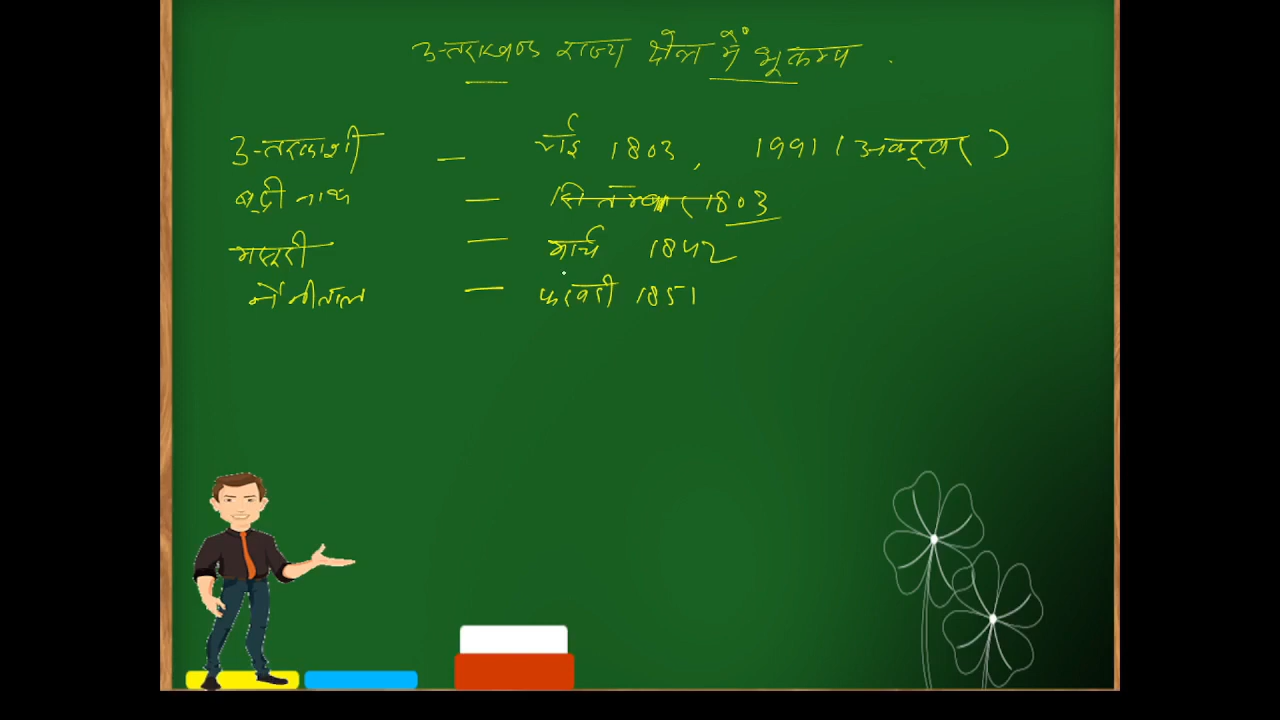 उत्तराखण्ड राज्य क्षेत्र में भूकम्प .
उत्तरकाशी – मई 1803, 1991 (अक्टूबर)
बद्रीनाथ – सितम्बर 1803
मसूरी – मार्च 1842
नैनीताल – फरवरी 1851